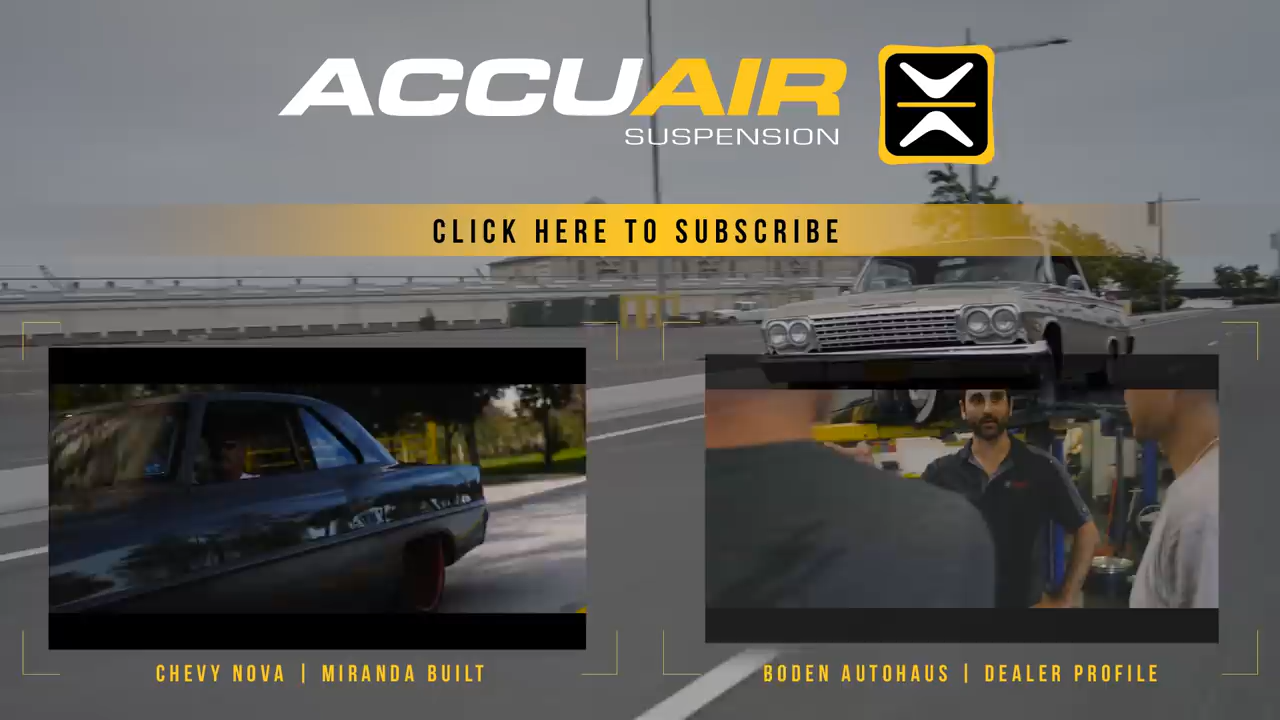 ACCUAIR
SUSPENSION
CLICK HERE TO SUBSCRIBE
CHEVY NOVA | MIRANDA BUILT
BODEN AUTOHAUS | DEALER PROFILE